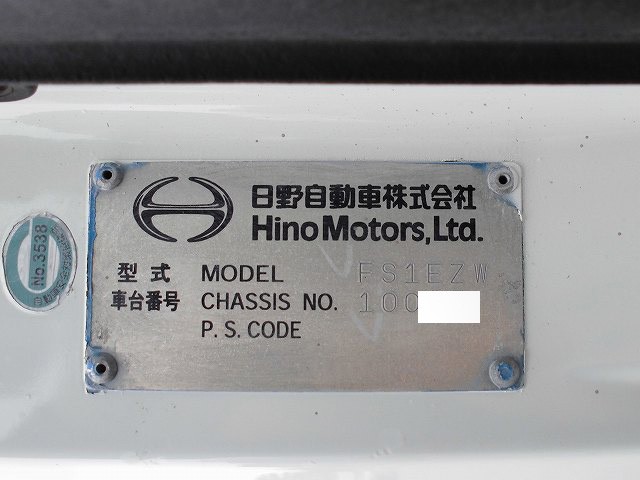 日野自動車株式会社
Hino Motors, Ltd.
型式 MODEL FS1EZW
車台番号 CHASSIS NO. 100
P.S.CODE
No.3538